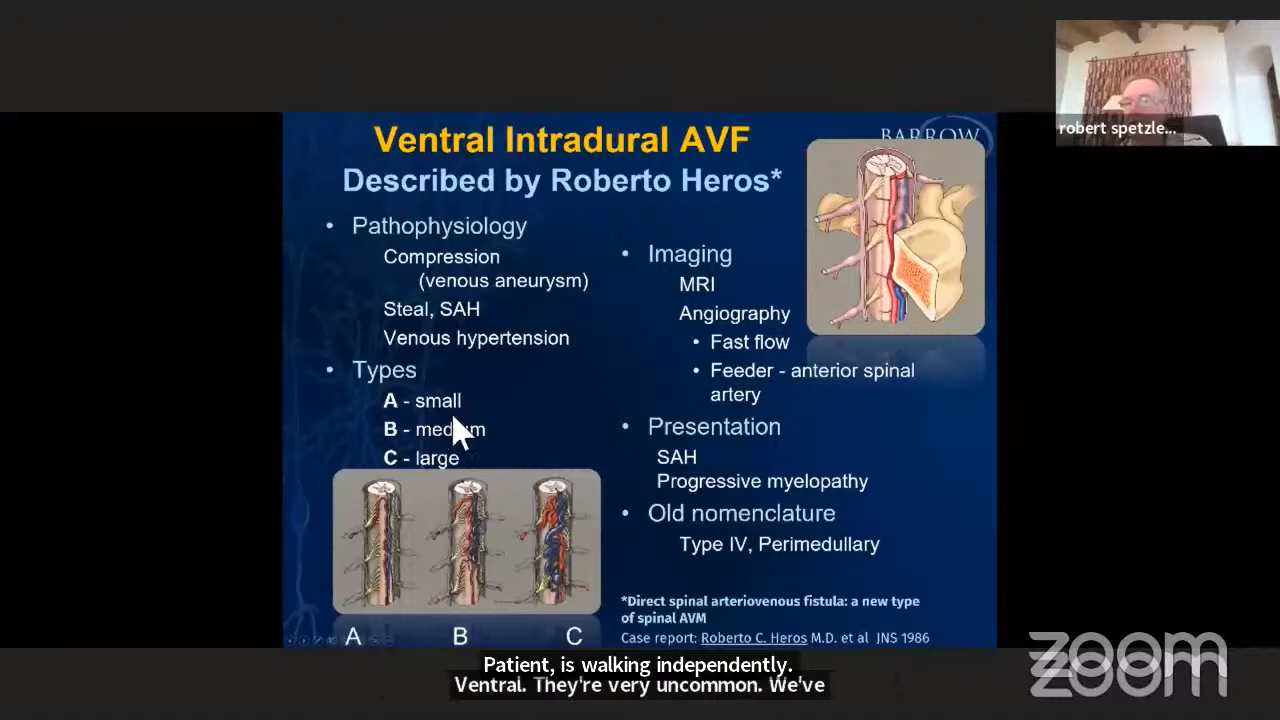 robert spetzle...
BARROW
Ventral Intradural AVF
Described by Roberto Heros*
• Pathophysiology
Compression
(venous aneurysm)
Steal, SAH
Venous hypertension
• Types
A - small
B - medium
C - large
A B C
• Imaging
MRI
Angiography
• Fast flow
• Feeder - anterior spinal
artery
• Presentation
SAH
Progressive myelopathy
• Old nomenclature
Type IV, Perimedullary
*Direct spinal arteriovenous fistula: a new type
of spinal AVM
Case report: Roberto C. Heros M.D. et al JNS 1986
Patient, is walking independently.
Ventral. They're very uncommon. We've
zoom